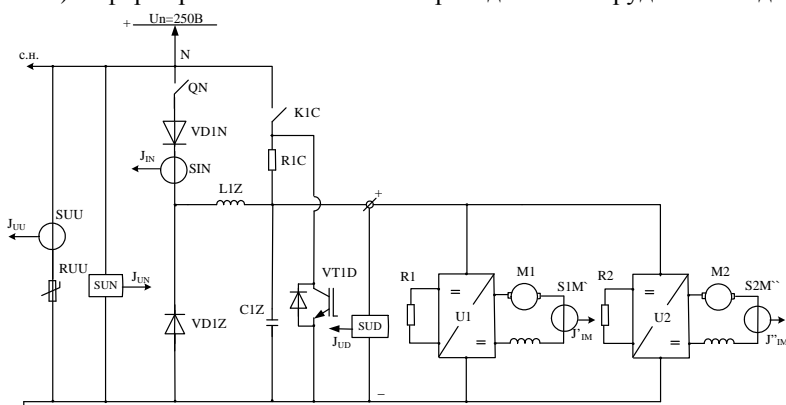 + Uп=250В
с.н.
N
QN
K1C
VD1N
J_IN
SIN
R1C
L1Z
+
SUU
J_UU
RUU
SUN
J_UN
VT1D
VD1Z
C1Z
SUD
J_UD
R1
=
U1
=
M1
S1M`
J'_IM
R2
=
U2
=
M2
S2M``
J"_IM
–